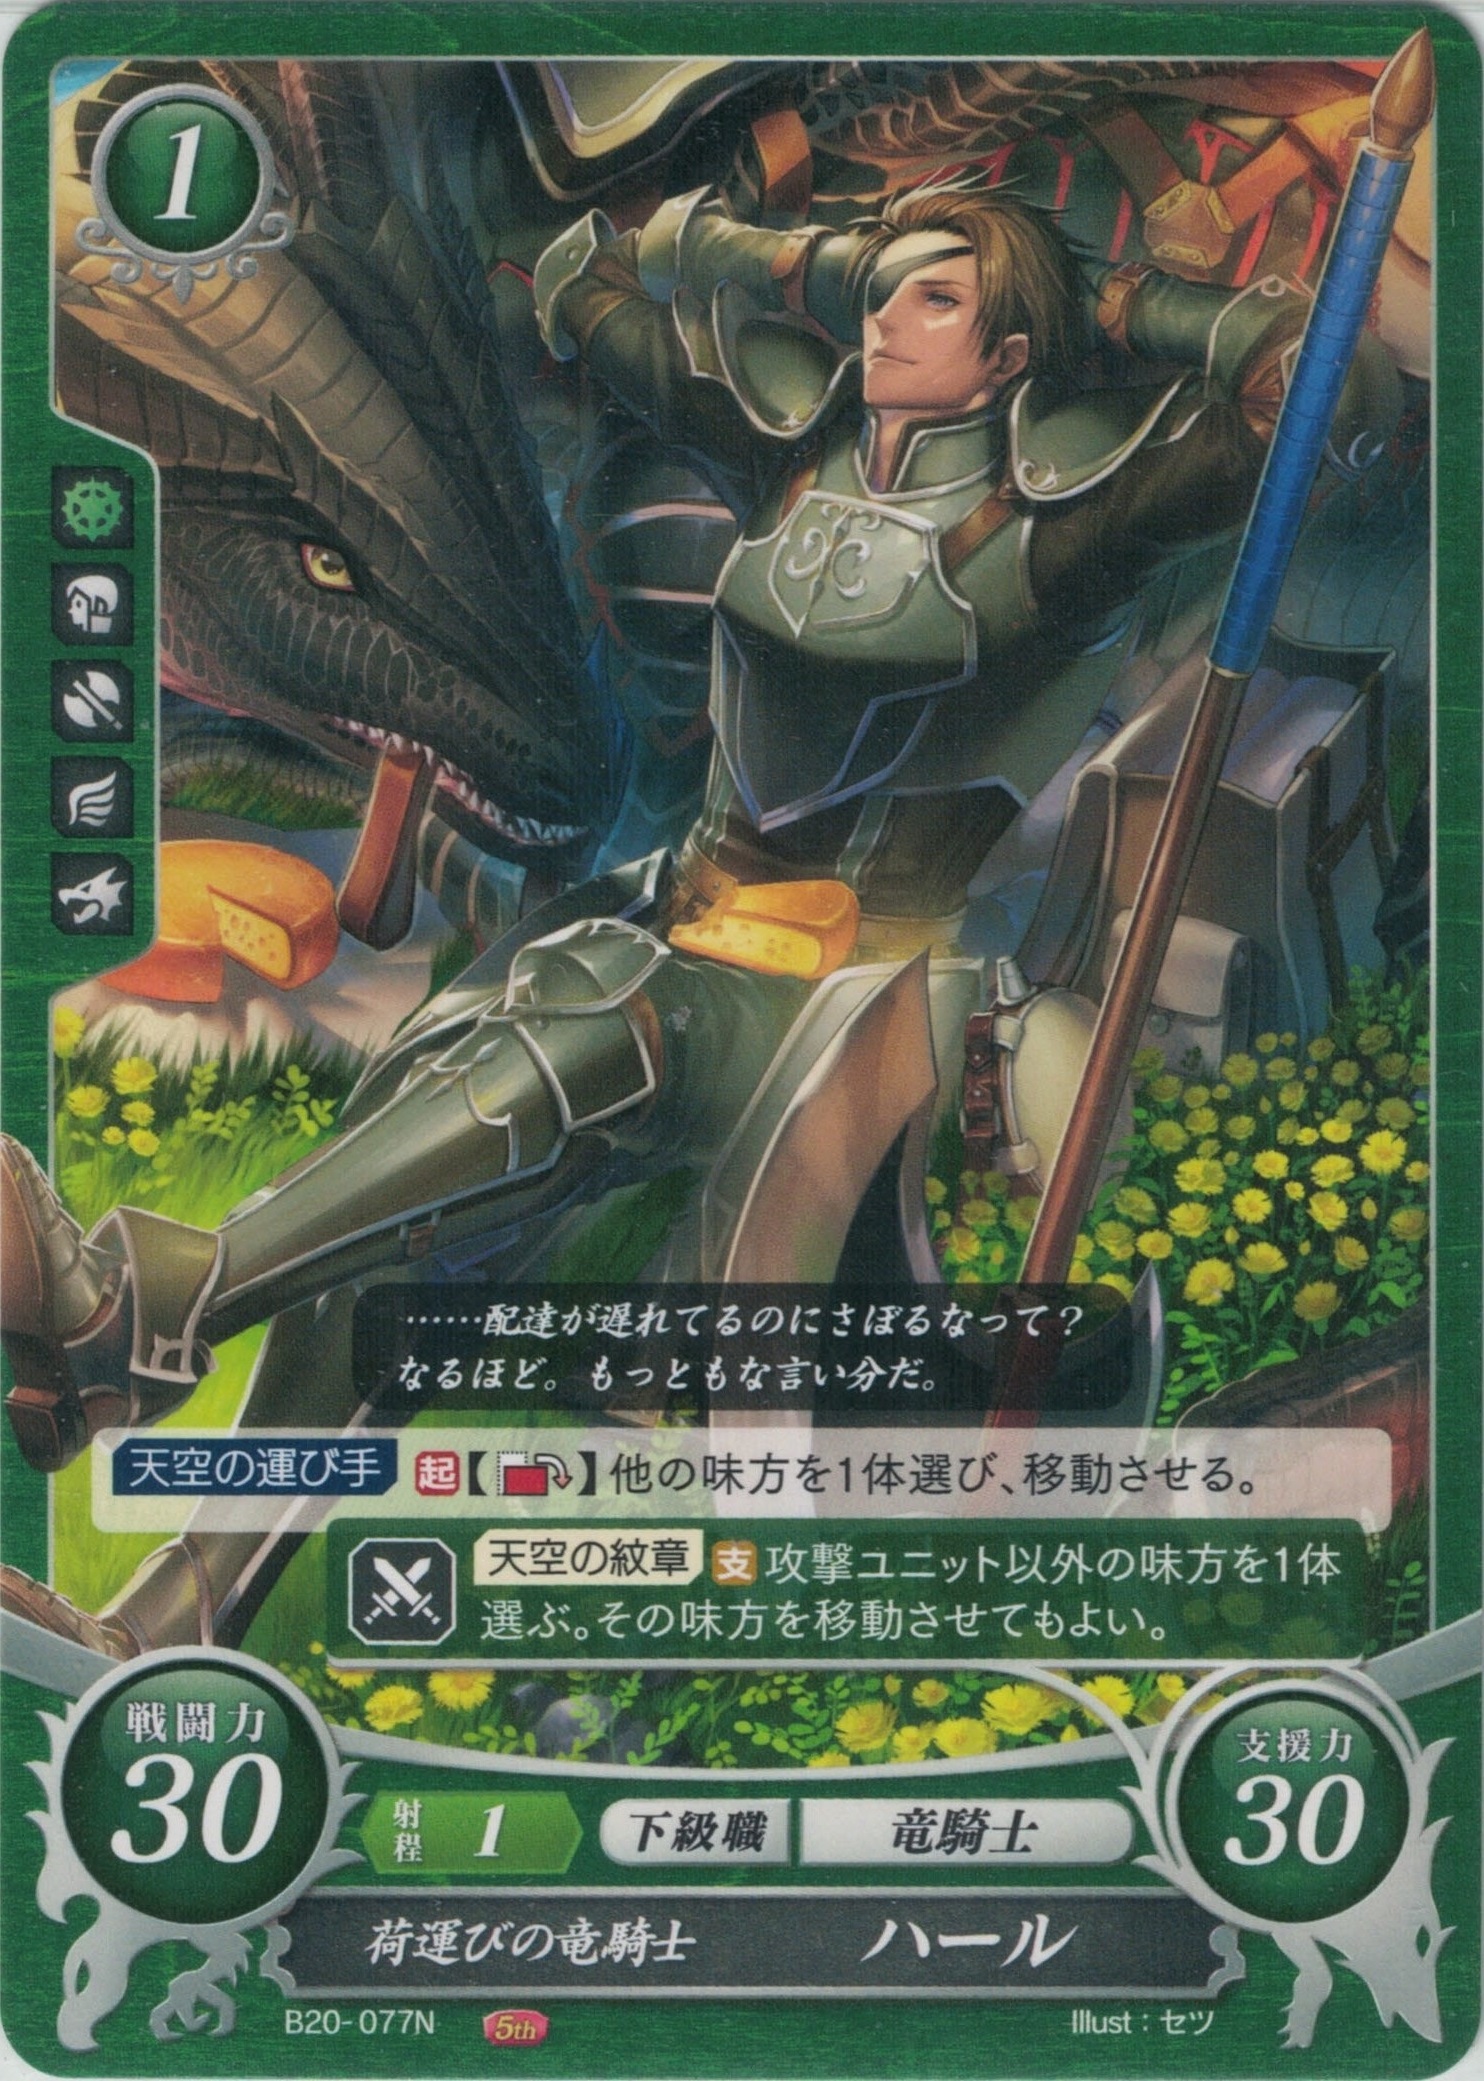 1
……配達が遅れてるのにさぼるなって？
なるほど。もっともな言い分だ。
天空の運び手 起【】他の味方を1体選び、移動させる。
天空の紋章 支 攻撃ユニット以外の味方を1体
選ぶ。その味方を移動させてもよい。
戦闘力
30
射程 1
下級職
竜騎士
支援力
30
荷運びの竜騎士 ハール
B20-077N
5th
Illust：セツ